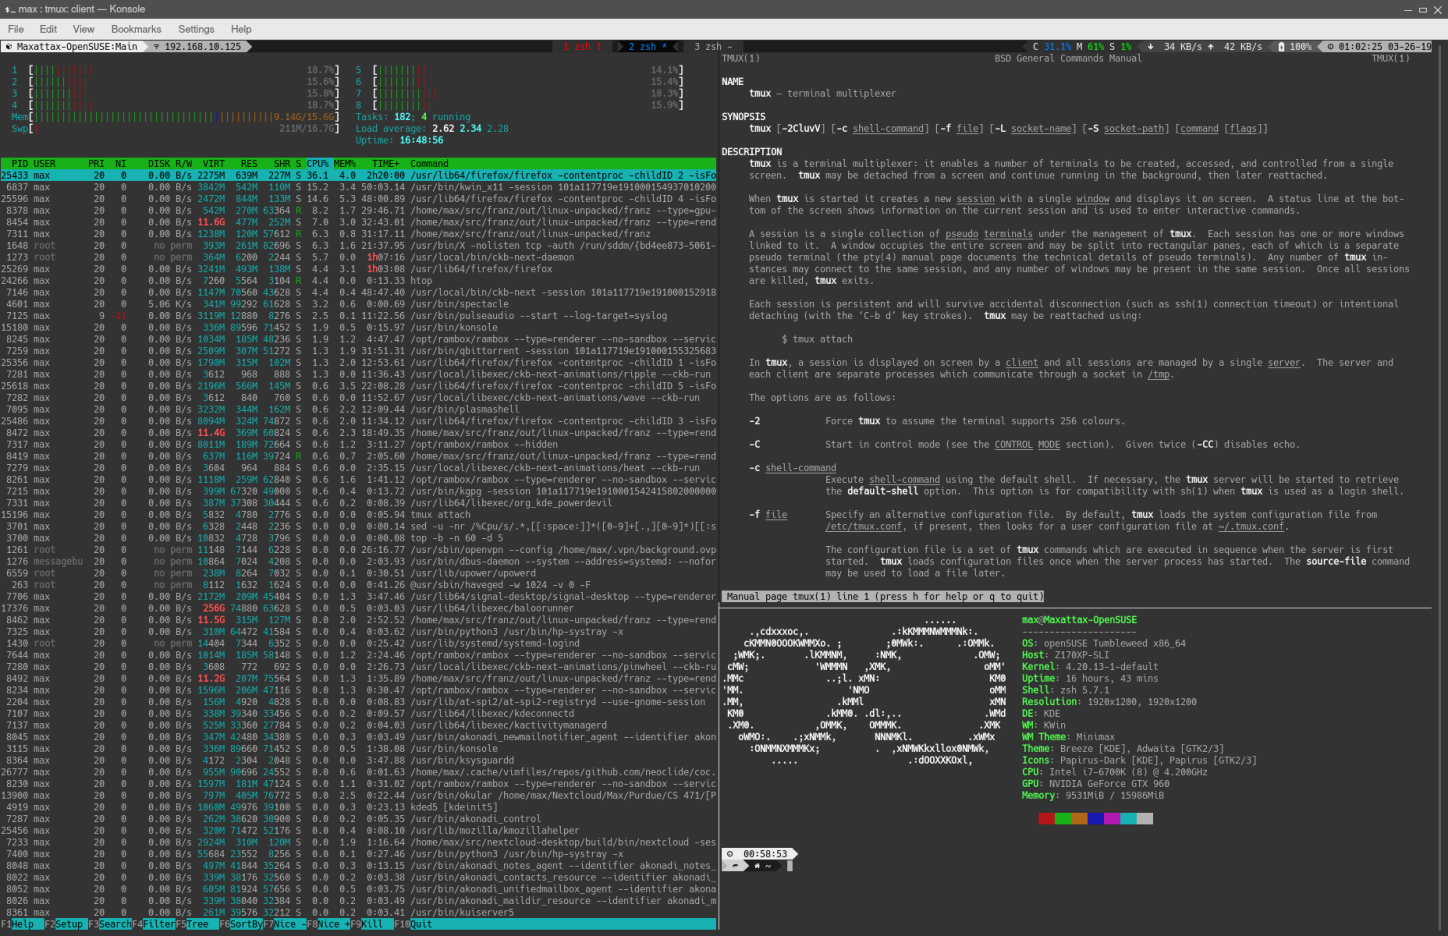 max : tmux: client — Konsole
File Edit View Bookmarks Settings Help
Maxattax-OpenSUSE:Main 192.168.10.125 1 zsh ! 2 zsh * 3 zsh - C 31.1% M 61% S 1% 34 KB/s 42 KB/s 100% 01:02:25 03-26-19
1 [ 18.7%] 5 [ 14.1%]
2 [ 15.6%] 6 [ 15.4%]
3 [ 15.8%] 7 [ 18.3%]
4 [ 18.7%] 8 [ 15.9%]
Mem[ 9.14G/15.6G] Tasks: 182; 4 running
Swp[ 211M/16.7G] Load average: 2.62 2.34 2.28
Uptime: 16:48:56
PID USER PRI NI DISK R/W VIRT RES SHR S CPU% MEM% TIME+ Command
25433 max 20 0 0.00 B/s 2275M 639M 227M S 36.1 4.0 2h20:00 /usr/lib64/firefox/firefox -contentproc -childID 2 -isFo
6837 max 20 0 0.00 B/s 3842M 542M 110M S 15.2 3.4 50:03.14 /usr/bin/kwin_x11 -session 101a117719e191000154937010200
25596 max 20 0 0.00 B/s 2472M 844M 133M S 14.6 5.3 48:00.89 /usr/lib64/firefox/firefox -contentproc -childID 4 -isFo
8378 max 20 0 0.00 B/s 542M 270M 63364 R 8.2 1.7 29:46.71 /home/max/src/franz/out/linux-unpacked/franz --type=gpu-
8454 max 20 0 0.00 B/s 11.6G 477M 252M S 7.0 3.0 32:43.01 /home/max/src/franz/out/linux-unpacked/franz --type=rend
7311 max 20 0 0.00 B/s 1238M 120M 57612 R 6.3 0.8 31:17.11 /home/max/src/franz/out/linux-unpacked/franz
1648 root 20 0 no perm 393M 261M 82696 S 6.3 1.6 21:37.95 /usr/bin/X -nolisten tcp -auth /run/sddm/{bd4ee873-5061-
1273 root 20 0 no perm 364M 6200 2244 S 5.7 0.0 1h07:16 /usr/local/bin/ckb-next-daemon
25269 max 20 0 0.00 B/s 3241M 493M 138M S 4.4 3.1 1h03:08 /usr/lib64/firefox/firefox
24266 max 20 0 0.00 B/s 7260 5564 3104 R 4.4 0.0 0:13.33 htop
7146 max 20 0 0.00 B/s 1147M 70560 43628 S 4.4 0.4 48:47.40 /usr/local/bin/ckb-next -session 101a117719e191000152918
4601 max 20 0 5.06 K/s 341M 99292 61628 S 3.2 0.6 0:00.69 /usr/bin/spectacle
7125 max 9 -11 0.00 B/s 3119M 12880 8276 S 2.5 0.1 11:22.56 /usr/bin/pulseaudio --start --log-target=syslog
15180 max 20 0 0.00 B/s 336M 89596 71452 S 1.9 0.5 0:15.97 /usr/bin/konsole
8245 max 20 0 0.00 B/s 1034M 185M 48236 S 1.9 1.2 4:47.47 /opt/rambox/rambox --type=renderer --no-sandbox --servic
7259 max 20 0 0.00 B/s 2509M 307M 51272 S 1.3 1.9 31:51.31 /usr/bin/qbittorrent -session 101a117719e191000155325683
25356 max 20 0 0.00 B/s 1790M 315M 102M S 1.3 2.0 12:53.61 /usr/lib64/firefox/firefox -contentproc -childID 1 -isFo
7281 max 20 0 0.00 B/s 3612 968 888 S 1.3 0.0 11:36.43 /usr/local/libexec/ckb-next-animations/ripple --ckb-run
25618 max 20 0 0.00 B/s 2196M 566M 145M S 0.6 3.5 22:08.28 /usr/lib64/firefox/firefox -contentproc -childID 5 -isFo
7282 max 20 0 0.00 B/s 3612 840 760 S 0.6 0.0 11:52.67 /usr/local/libexec/ckb-next-animations/wave --ckb-run
7095 max 20 0 0.00 B/s 3232M 344M 162M S 0.6 2.2 12:09.44 /usr/bin/plasmashell
25486 max 20 0 0.00 B/s 8094M 324M 74872 S 0.6 2.0 11:34.12 /usr/lib64/firefox/firefox -contentproc -childID 3 -isFo
8472 max 20 0 0.00 B/s 11.4G 369M 60824 S 0.6 2.3 18:49.35 /home/max/src/franz/out/linux-unpacked/franz --type=rend
7317 max 20 0 0.00 B/s 8011M 189M 72664 S 0.6 1.2 3:11.27 /opt/rambox/rambox --hidden
8419 max 20 0 0.00 B/s 637M 116M 39724 R 0.6 0.7 2:05.60 /home/max/src/franz/out/linux-unpacked/franz --type=rend
7279 max 20 0 0.00 B/s 3604 964 884 S 0.6 0.0 2:35.15 /usr/local/libexec/ckb-next-animations/heat --ckb-run
8261 max 20 0 0.00 B/s 1118M 259M 62840 S 0.6 1.6 1:41.12 /opt/rambox/rambox --type=renderer --no-sandbox --servic
7215 max 20 0 0.00 B/s 399M 67320 49000 S 0.6 0.4 0:13.72 /usr/bin/kgpg -session 101a117719e1910001542415802000000
7331 max 20 0 0.00 B/s 387M 37308 30444 S 0.6 0.2 0:08.39 /usr/lib64/libexec/org_kde_powerdevil
15196 max 20 0 0.00 B/s 5832 4780 2776 S 0.0 0.0 0:05.94 tmux attach
3701 max 20 0 0.00 B/s 6328 2448 2236 S 0.0 0.0 0:00.14 sed -u -nr /%Cpu/s/.*,[[:space:]]*([0-9]+[.,][0-9]*)[[:s
3700 max 20 0 0.00 B/s 10832 4728 3796 S 0.0 0.0 0:00.08 top -b -n 60 -d 5
1261 root 20 0 no perm 11148 7144 6228 S 0.0 0.0 26:16.77 /usr/sbin/openvpn --config /home/max/.vpn/background.ovp
1276 messagebu 20 0 no perm 10864 7024 4208 S 0.0 0.0 2:03.93 /usr/bin/dbus-daemon --system --address=systemd: --nofor
6559 root 20 0 no perm 238M 8264 7032 S 0.0 0.1 0:30.51 /usr/lib/upower/upowerd
263 root 20 0 no perm 8112 1632 1624 S 0.0 0.0 0:41.26 @usr/sbin/haveged -w 1024 -v 0 -F
7706 max 20 0 0.00 B/s 2172M 209M 45404 S 0.0 1.3 3:47.46 /usr/lib64/signal-desktop/signal-desktop --type=renderer
17376 max 20 0 0.00 B/s 256G 74880 63628 S 0.0 0.5 0:03.03 /usr/lib64/libexec/baloorunner
8462 max 20 0 0.00 B/s 11.5G 315M 127M S 0.0 2.0 2:03.51 /home/max/src/franz/out/linux-unpacked/franz --type=rend
7325 max 20 0 0.00 B/s 310M 64472 41584 S 0.0 0.4 0:03.62 /usr/bin/python3 /usr/bin/hp-systray -x
1430 root 20 0 no perm 14404 7344 6352 S 0.0 0.0 0:25.42 /usr/lib/systemd/systemd-logind
7644 max 20 0 0.00 B/s 1014M 185M 58148 S 0.0 1.2 2:24.46 /opt/rambox/rambox --type=renderer --no-sandbox --servic
7280 max 20 0 0.00 B/s 3608 772 692 S 0.0 0.0 2:26.73 /usr/local/libexec/ckb-next-animations/pinwheel --ckb-ru
8492 max 20 0 0.00 B/s 11.2G 207M 75564 S 0.0 1.3 1:35.89 /home/max/src/franz/out/linux-unpacked/franz --type=rend
8234 max 20 0 0.00 B/s 1596M 206M 47116 S 0.0 1.3 0:30.47 /opt/rambox/rambox --type=renderer --no-sandbox --servic
2204 max 20 0 0.00 B/s 156M 4920 4828 S 0.0 0.0 0:08.83 /usr/lib/at-spi2/at-spi2-registryd --use-gnome-session
7107 max 20 0 0.00 B/s 338M 39340 33456 S 0.0 0.2 0:09.57 /usr/lib64/libexec/kdeconnectd
7137 max 20 0 0.00 B/s 525M 33360 27784 S 0.0 0.2 0:04.03 /usr/lib64/libexec/kactivitymanagerd
8045 max 20 0 0.00 B/s 347M 42480 34380 S 0.0 0.3 0:03.49 /usr/bin/akonadi_newmailnotifier_agent --identifier akon
3115 max 20 0 0.00 B/s 336M 89660 71452 S 0.0 0.5 1:38.08 /usr/bin/konsole
8364 max 20 0 0.00 B/s 4172 2304 2048 S 0.0 0.0 3:47.88 /usr/bin/ksysguardd
26777 max 20 0 0.00 B/s 955M 90696 24552 S 0.0 0.6 0:01.63 /home/max/.cache/vimfiles/repos/github.com/neoclide/coc.
8230 max 20 0 0.00 B/s 1597M 181M 47124 S 0.0 1.1 0:31.02 /opt/rambox/rambox --type=renderer --no-sandbox --servic
13900 max 20 0 0.00 B/s 797M 405M 76772 S 0.0 2.5 0:22.44 /usr/bin/okular /home/max/Nextcloud/Max/Purdue/CS 471/[P
4919 max 20 0 0.00 B/s 1060M 49976 39100 S 0.0 0.3 0:23.13 kded5 [kdeinit5]
7287 max 20 0 0.00 B/s 262M 38620 30900 S 0.0 0.2 0:05.35 /usr/bin/akonadi_control
25456 max 20 0 0.00 B/s 320M 71472 52176 S 0.0 0.4 0:08.10 /usr/lib/mozilla/kmozillahelper
7233 max 20 0 0.00 B/s 2924M 310M 120M S 0.0 1.9 1:16.64 /home/max/src/nextcloud-desktop/build/bin/nextcloud -ses
7400 max 20 0 0.00 B/s 55684 23552 8256 S 0.0 0.1 0:27.46 /usr/bin/python3 /usr/bin/hp-systray -x
8048 max 20 0 0.00 B/s 497M 41844 35264 S 0.0 0.3 0:13.15 /usr/bin/akonadi_notes_agent --identifier akonadi_notes_
8022 max 20 0 0.00 B/s 339M 38176 32560 S 0.0 0.2 0:03.38 /usr/bin/akonadi_contacts_resource --identifier akonadi_
8052 max 20 0 0.00 B/s 605M 81924 57656 S 0.0 0.5 0:03.75 /usr/bin/akonadi_unifiedmailbox_agent --identifier akona
8026 max 20 0 0.00 B/s 339M 38040 32384 S 0.0 0.2 0:03.49 /usr/bin/akonadi_maildir_resource --identifier akonadi_m
8361 max 20 0 0.00 B/s 261M 39576 32212 S 0.0 0.2 0:03.41 /usr/bin/kuiserver5
F1Help F2Setup F3SearchF4FilterF5Tree F6SortByF7Nice -F8Nice +F9Kill F10Quit
TMUX(1) BSD General Commands Manual TMUX(1)
NAME
tmux — terminal multiplexer
SYNOPSIS
tmux [-2CluvV] [-c shell-command] [-f file] [-L socket-name] [-S socket-path] [command [flags]]
DESCRIPTION
tmux is a terminal multiplexer: it enables a number of terminals to be created, accessed, and controlled from a single
screen. tmux may be detached from a screen and continue running in the background, then later reattached.
When tmux is started it creates a new session with a single window and displays it on screen. A status line at the bot-
tom of the screen shows information on the current session and is used to enter interactive commands.
A session is a single collection of pseudo terminals under the management of tmux. Each session has one or more windows
linked to it. A window occupies the entire screen and may be split into rectangular panes, each of which is a separate
pseudo terminal (the pty(4) manual page documents the technical details of pseudo terminals). Any number of tmux in-
stances may connect to the same session, and any number of windows may be present in the same session. Once all sessions
are killed, tmux exits.
Each session is persistent and will survive accidental disconnection (such as ssh(1) connection timeout) or intentional
detaching (with the ‘C-b d’ key strokes). tmux may be reattached using:
$ tmux attach
In tmux, a session is displayed on screen by a client and all sessions are managed by a single server. The server and
each client are separate processes which communicate through a socket in /tmp.
The options are as follows:
-2 Force tmux to assume the terminal supports 256 colours.
-C Start in control mode (see the CONTROL MODE section). Given twice (-CC) disables echo.
-c shell-command
Execute shell-command using the default shell. If necessary, the tmux server will be started to retrieve
the default-shell option. This option is for compatibility with sh(1) when tmux is used as a login shell.
-f file Specify an alternative configuration file. By default, tmux loads the system configuration file from
/etc/tmux.conf, if present, then looks for a user configuration file at ~/.tmux.conf.
The configuration file is a set of tmux commands which are executed in sequence when the server is first
started. tmux loads configuration files once when the server process has started. The source-file command
may be used to load a file later.
Manual page tmux(1) line 1 (press h for help or q to quit)
max@Maxattax-OpenSUSE
---------------------
OS: openSUSE Tumbleweed x86_64
Host: Z170XP-SLI
Kernel: 4.20.13-1-default
Uptime: 16 hours, 43 mins
Shell: zsh 5.7.1
Resolution: 1920x1200, 1920x1200
DE: KDE
WM: KWin
WM Theme: Minimax
Theme: Breeze [KDE], Adwaita [GTK2/3]
Icons: Papirus-Dark [KDE], Papirus [GTK2/3]
CPU: Intel i7-6700K (8) @ 4.200GHz
GPU: NVIDIA GeForce GTX 960
Memory: 9531MiB / 15986MiB
00:58:53
~